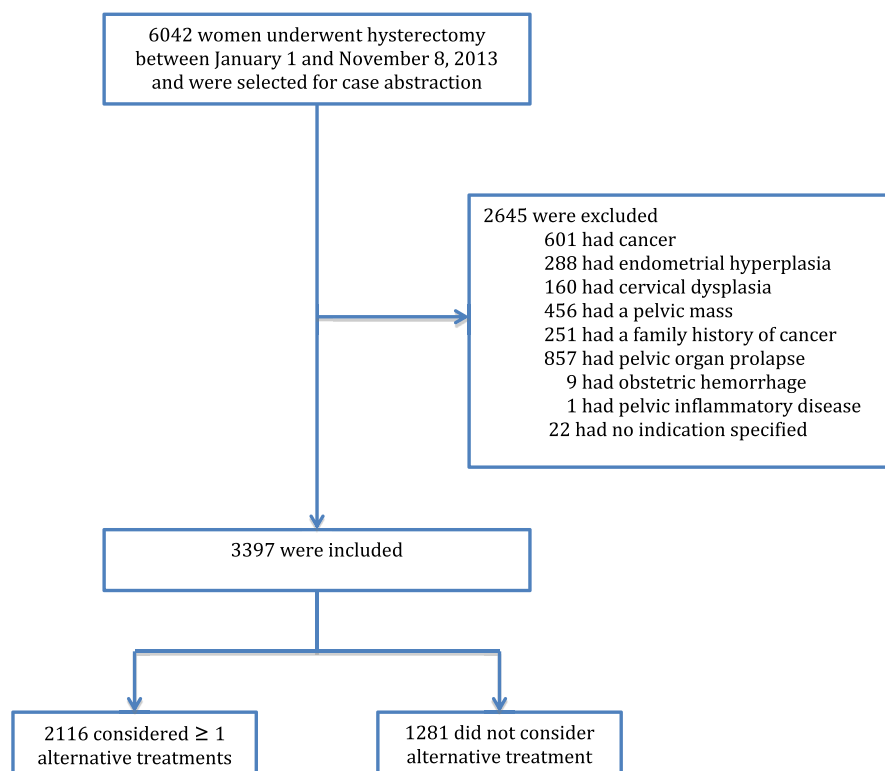 6042 women underwent hysterectomy
between January 1 and November 8, 2013
and were selected for case abstraction
2645 were excluded
601 had cancer
288 had endometrial hyperplasia
160 had cervical dysplasia
456 had a pelvic mass
251 had a family history of cancer
857 had pelvic organ prolapse
9 had obstetric hemorrhage
1 had pelvic inflammatory disease
22 had no indication specified
3397 were included
2116 considered ≥ 1
alternative treatments
1281 did not consider
alternative treatment